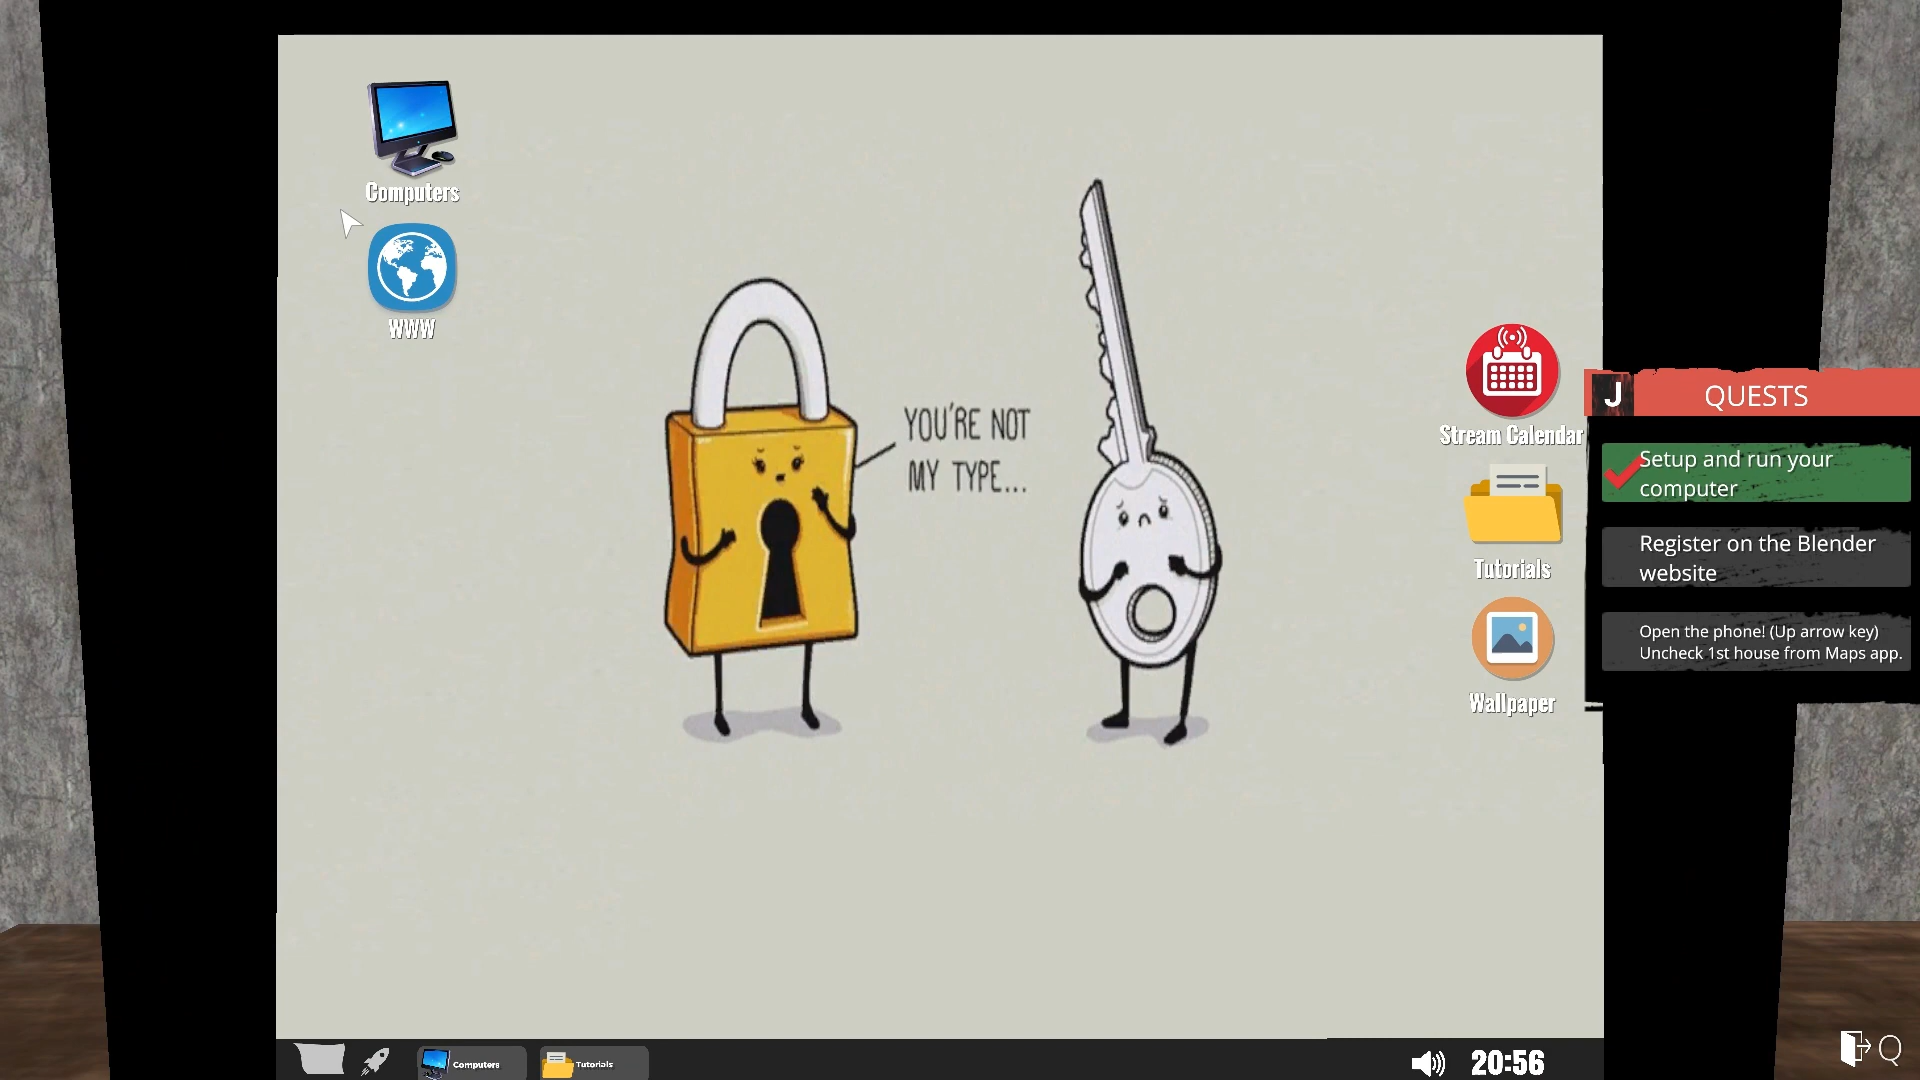 Computers
WWW
YOU'RE NOT
MY TYPE...
Stream Calendar
Tutorials
Wallpaper
J QUESTS
Setup and run your
computer
Register on the Blender
website
Open the phone! (Up arrow key)
Uncheck 1st house from Maps app.
Computers
Tutorials
20:56
Q